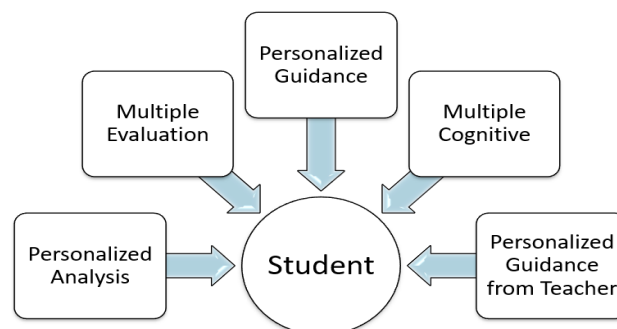 Personalized
Guidance
Multiple
Evaluation
Multiple
Cognitive
Personalized
Analysis
Student
Personalized
Guidance
from Teacher